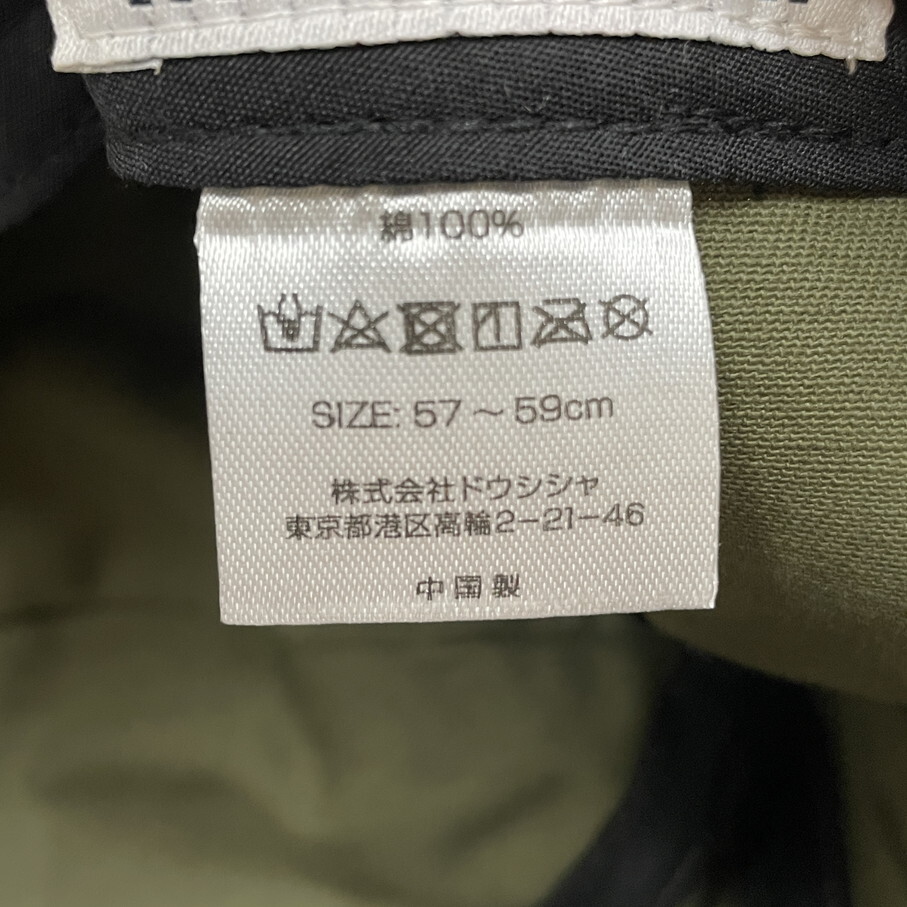 綿100%
SIZE: 57～59cm
株式会社ドウシシャ
東京都港区高輪2-21-46
中国製